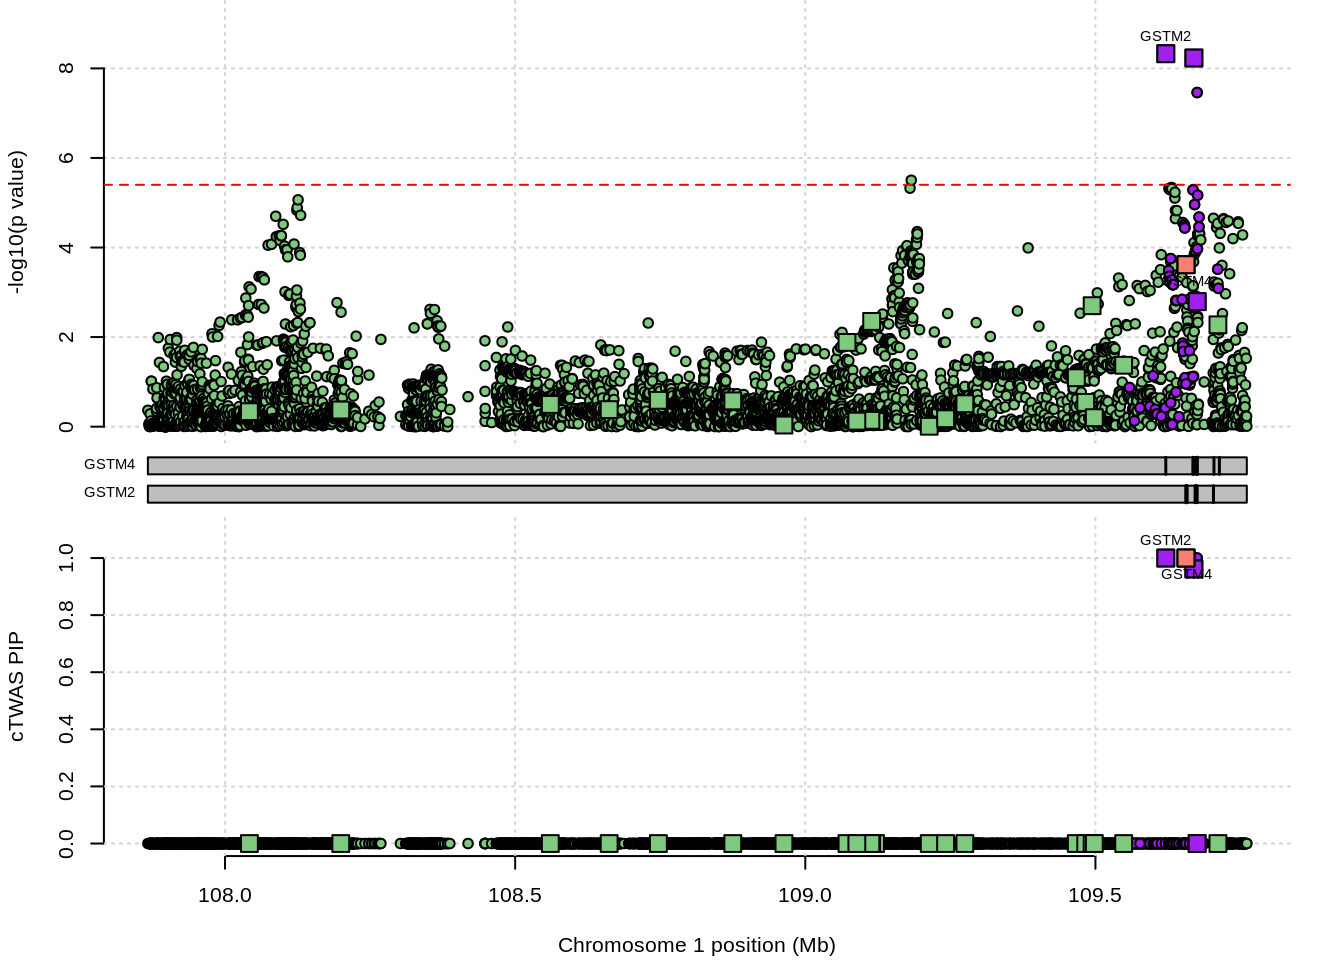 GSTM2
8
6
4
2
0
-log10(p value)
GSTM4
GSTM4
GSTM2
GSTM2
GSTM4
1.0
0.8
0.6
0.4
0.2
0.0
cTWAS PIP
108.0 108.5 109.0 109.5
Chromosome 1 position (Mb)